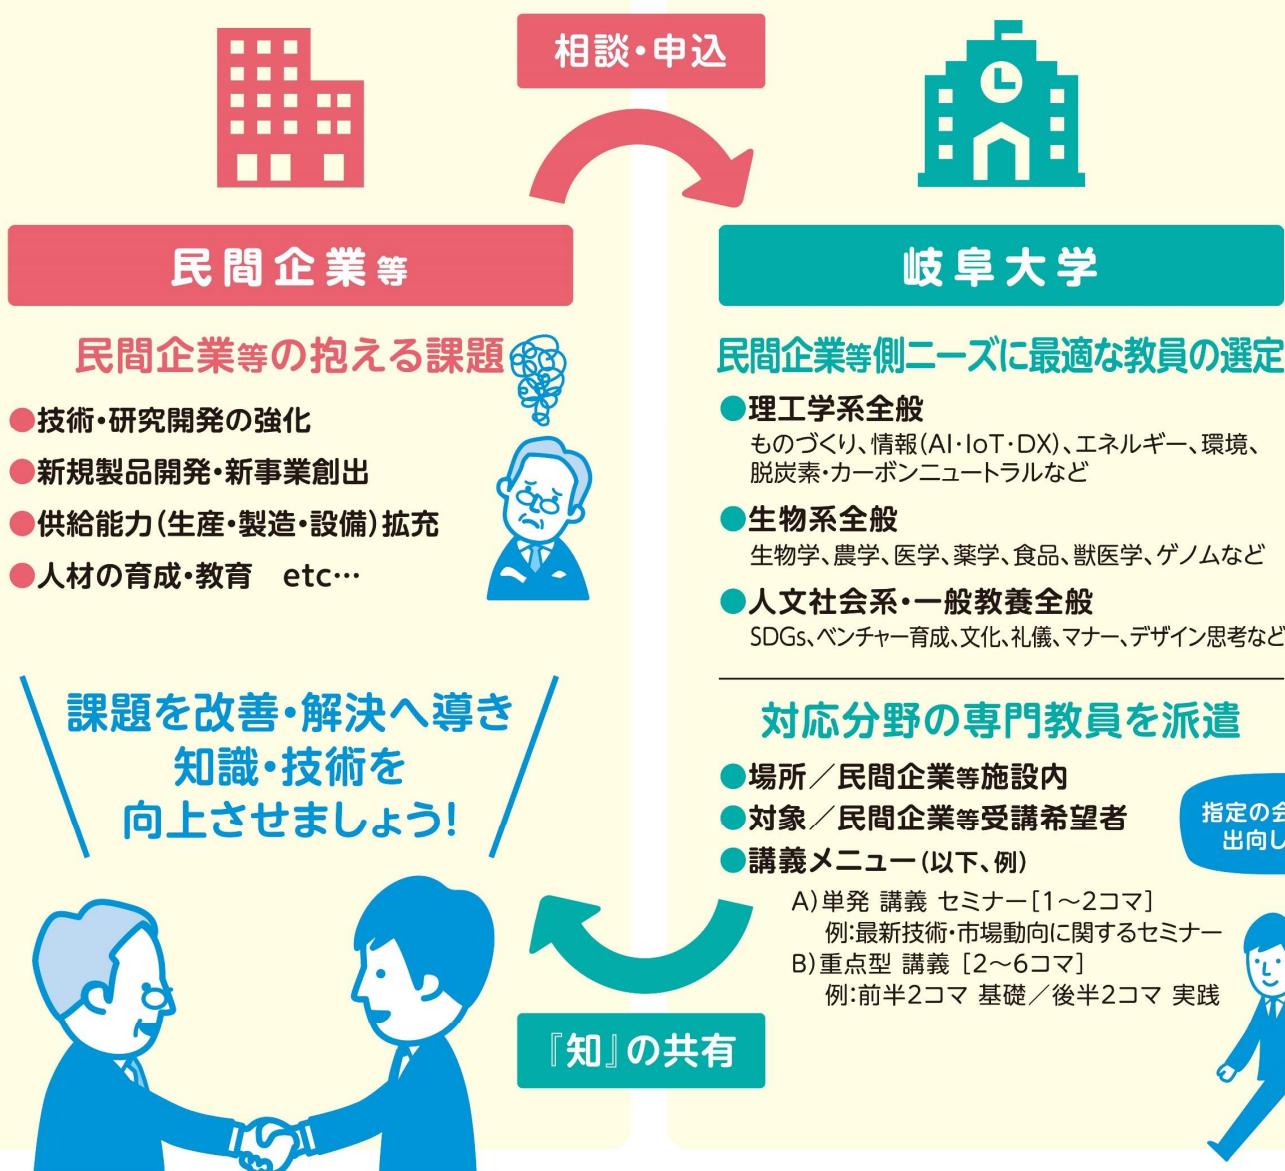 相談・申込
民間企業等
民間企業等の抱える課題
●技術・研究開発の強化
●新規製品開発・新事業創出
●供給能力(生産・製造・設備)拡充
●人材の育成・教育　etc…
課題を改善・解決へ導き
知識・技術を
向上させましょう!
岐阜大学
民間企業等側ニーズに最適な教員の選定
●理工学系全般
ものづくり、情報(AI・IoT・DX)、エネルギー、環境、
脱炭素・カーボンニュートラルなど
●生物系全般
生物学、農学、医学、薬学、食品、獣医学、ゲノムなど
●人文社会系・一般教養全般
SDGs、ベンチャー育成、文化、礼儀、マナー、デザイン思考など
対応分野の専門教員を派遣
●場所／民間企業等施設内
●対象／民間企業等受講希望者
●講義メニュー(以下、例)
A)単発 講義 セミナー[1～2コマ]
例:最新技術・市場動向に関するセミナー
B)重点型 講義 [2～6コマ]
例:前半2コマ 基礎／後半2コマ 実践
指定の
出向し
『知』の共有